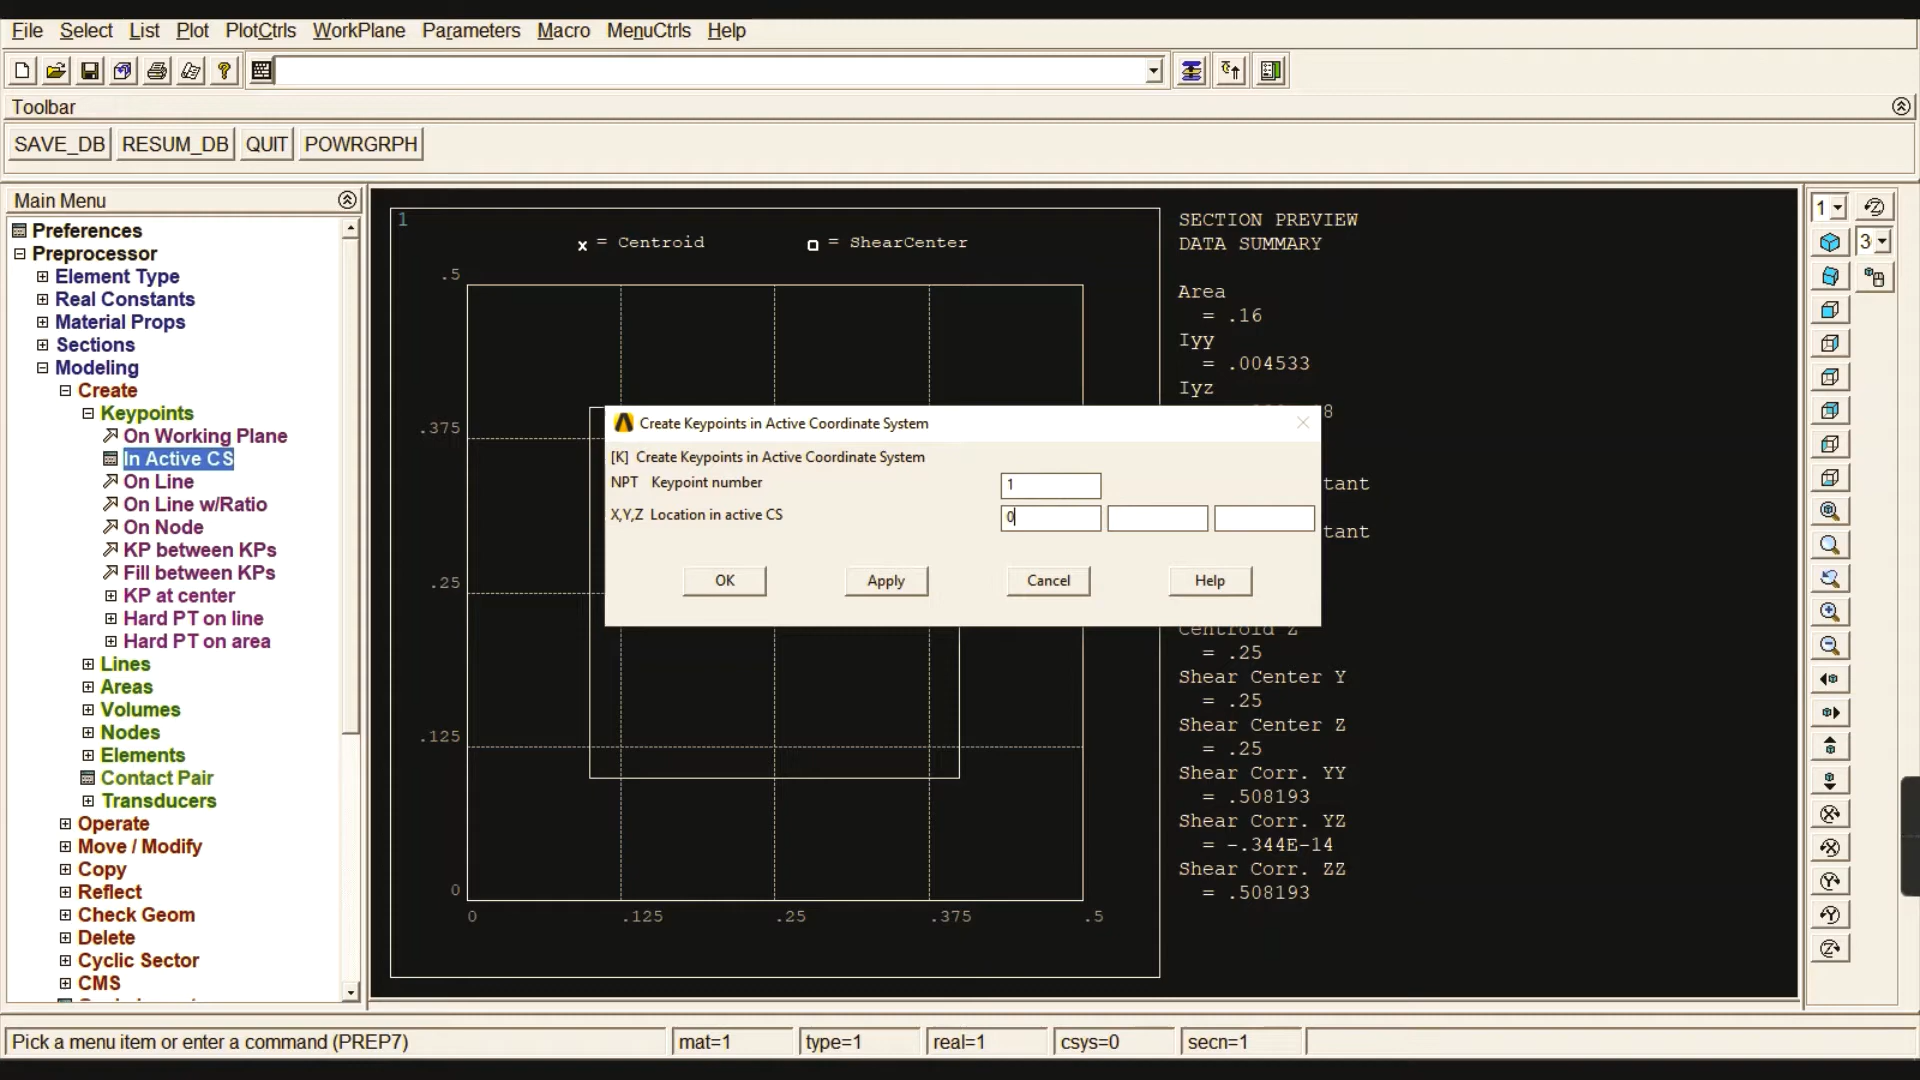 File Select List Plot PlotCtrls WorkPlane Parameters Macro MenuCtrls Help
Toolbar
SAVE_DB RESUM_DB QUIT POWRGRPH
Main Menu
Preferences
Preprocessor
Element Type
Real Constants
Material Props
Sections
Modeling
Create
Keypoints
On Working Plane
In Active CS
On Line
On Line w/Ratio
On Node
KP between KPs
Fill between KPs
KP at center
Hard PT on line
Hard PT on area
Lines
Areas
Volumes
Nodes
Elements
Contact Pair
Transducers
Operate
Move / Modify
Copy
Reflect
Check Geom
Delete
Cyclic Sector
CMS
1
x = Centroid = ShearCenter
.5
.375
.25
.125
0
0 .125 .25 .375 .5
Create Keypoints in Active Coordinate System
[K] Create Keypoints in Active Coordinate System
NPT Keypoint number 1
X,Y,Z Location in active CS 0
OK Apply Cancel Help
SECTION PREVIEW
DATA SUMMARY
Area
= .16
Iyy
= .004533
Iyz
8
tant
tant
Centroid Z
= .25
Shear Center Y
= .25
Shear Center Z
= .25
Shear Corr. YY
= .508193
Shear Corr. YZ
= -.344E-14
Shear Corr. ZZ
= .508193
1
3
Pick a menu item or enter a command (PREP7) mat=1 type=1 real=1 csys=0 secn=1